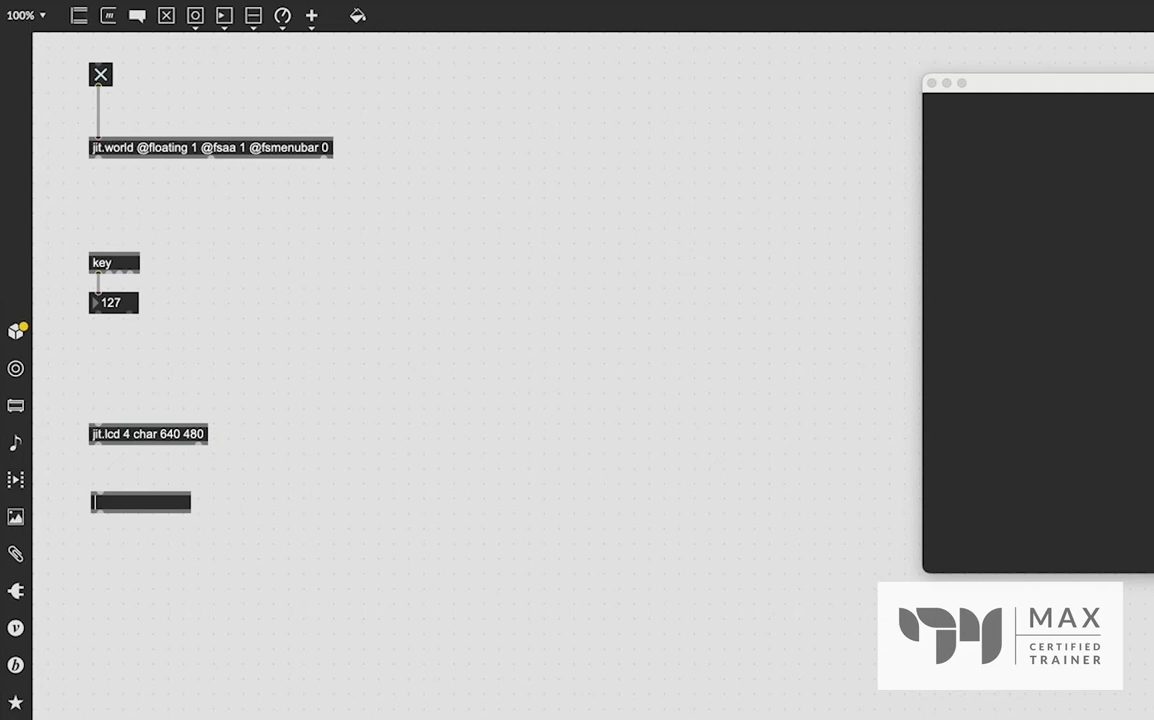 100%
m
jit.world @floating 1 @fsaa 1 @fsmenubar 0
key
127
jit.lcd 4 char 640 480
v
b
MAX
CERTIFIED
TRAINER